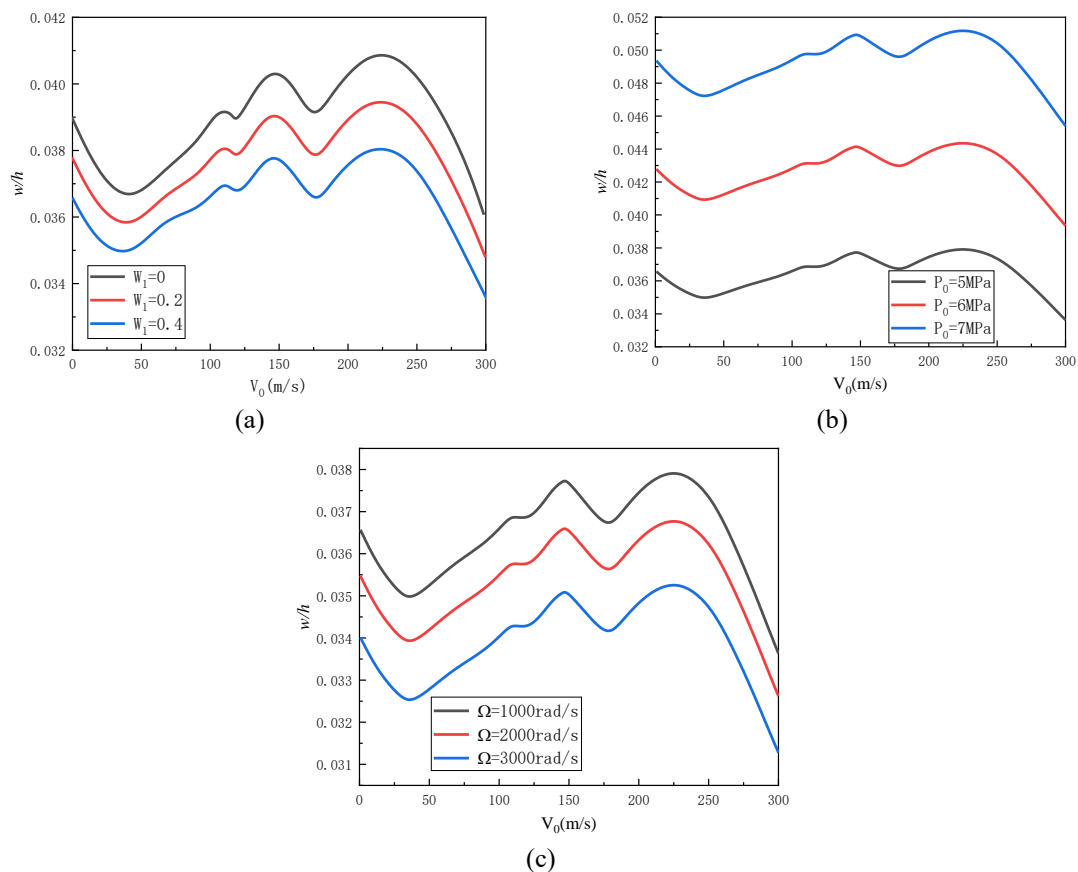 0.042
0.040
0.038
0.036
0.034
0.032
w/h
W1=0
W1=0.2
W1=0.4
0 50 100 150 200 250 300
V0(m/s)
(a)
0.052
0.050
0.048
0.046
0.044
0.042
0.040
0.038
0.036
0.034
0.032
w/h
P0=5MPa
P0=6MPa
P0=7MPa
0 50 100 150 200 250 300
V0(m/s)
(b)
0.038
0.037
0.036
0.035
0.034
0.033
0.032
0.031
w/h
Ω=1000rad/s
Ω=2000rad/s
Ω=3000rad/s
0 50 100 150 200 250 300
V0(m/s)
(c)